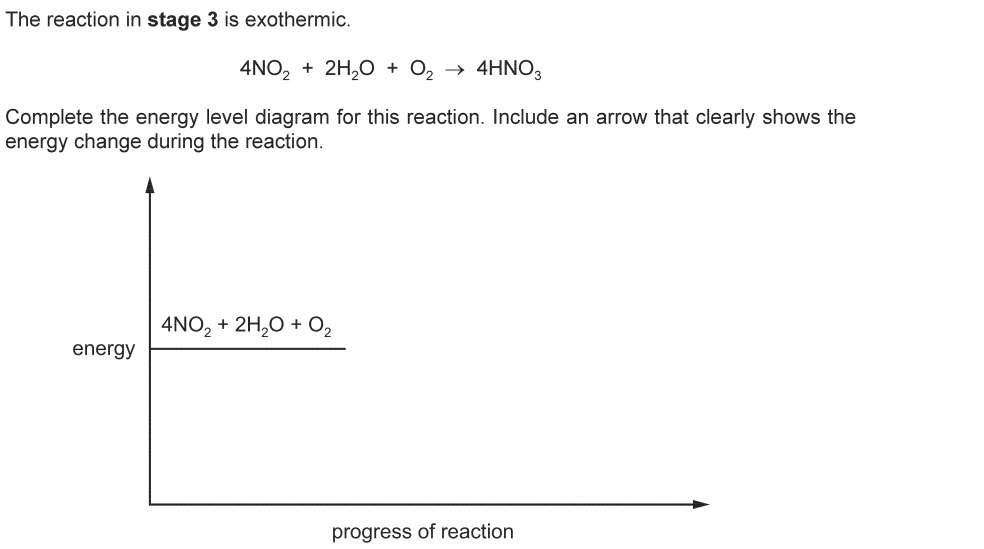 The reaction in stage 3 is exothermic.
4NO₂ + 2H₂O + O₂ → 4HNO₃
Complete the energy level diagram for this reaction. Include an arrow that clearly shows the
energy change during the reaction.
4NO₂ + 2H₂O + O₂
energy
progress of reaction